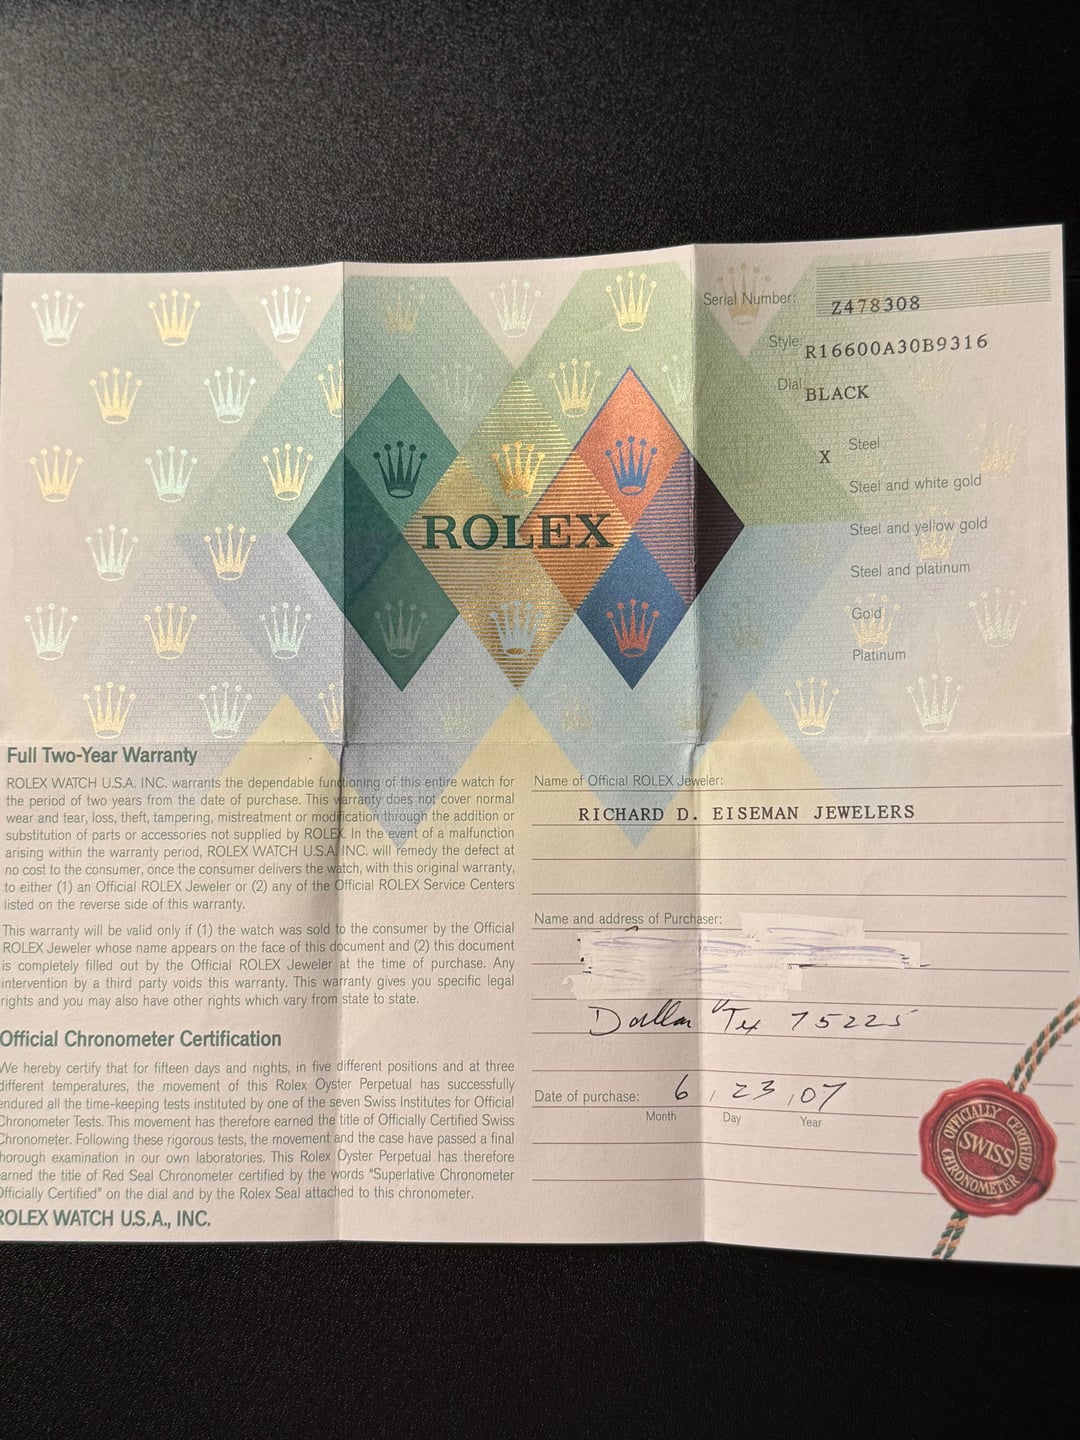 Serial Number: Z478308
Style: R16600A30B9316
Dial BLACK
Steel
X
Steel and white gold
ROLEX
Steel and yellow gold
Steel and platinum
Gold
Platinum
Full Two-Year Warranty
ROLEX WATCH U.S.A. INC. warrants the dependable functioning of this entire watch for
the period of two years from the date of purchase. This warranty does not cover normal
wear and tear, loss, theft, tampering, mistreatment or modification through the addition or
substitution of parts or accessories not supplied by ROLEX. In the event of a malfunction
arising within the warranty period, ROLEX WATCH U.S.A. INC. will remedy the defect at
no cost to the consumer, once the consumer delivers the watch, with this original warranty,
to either (1) an Official ROLEX Jeweler or (2) any of the Official ROLEX Service Centers
listed on the reverse side of this warranty.
This warranty will be valid only if (1) the watch was sold to the consumer by the Official
ROLEX Jeweler whose name appears on the face of this document and (2) this document
is completely filled out by the Official ROLEX Jeweler at the time of purchase. Any
intervention by a third party voids this warranty. This warranty gives you specific legal
rights and you may also have other rights which vary from state to state.
Official Chronometer Certification
We hereby certify that for fifteen days and nights, in five different positions and at three
different temperatures, the movement of this Rolex Oyster Perpetual has successfully
endured all the time-keeping tests instituted by one of the seven Swiss Institutes for Official
Chronometer Tests. This movement has therefore earned the title of Officially Certified Swiss
Chronometer. Following these rigorous tests, the movement and the case have passed a final
thorough examination in our own laboratories. This Rolex Oyster Perpetual has therefore
earned the title of Red Seal Chronometer certified by the words "Superlative Chronometer
Officially Certified" on the dial and by the Rolex Seal attached to this chronometer.
ROLEX WATCH U.S.A., INC.
Name of Official ROLEX Jeweler:
RICHARD D. EISEMAN JEWELERS
Name and address of Purchaser:
Dallas Tex 75225
Date of purchase: 6, 23, 07
Month Day Year
OFFICIALLY CERTIFIED
SWISS
CHRONOMETER